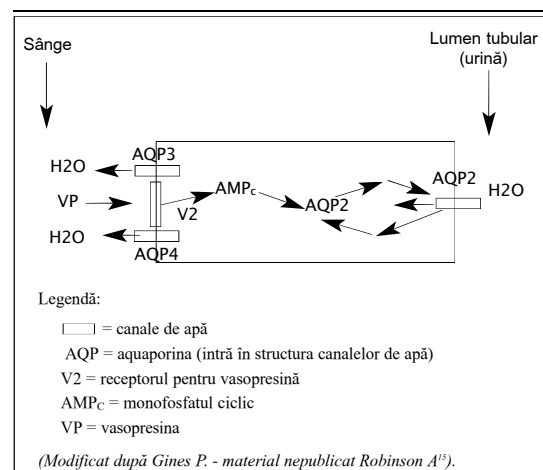 Sânge
Lumen tubular
(urină)
AQP3
H2O
AQP2
H2O
AMPc
AQP2
VP
V2
H2O
AQP4
Legendă:
= canale de apă
AQP = aquaporina (intră în structura canalelor de apă)
V2 = receptorul pentru vasopresină
AMPC = monofosfatul ciclic
VP = vasopresina
(Modificat după Gines P. - material nepublicat Robinson A15).